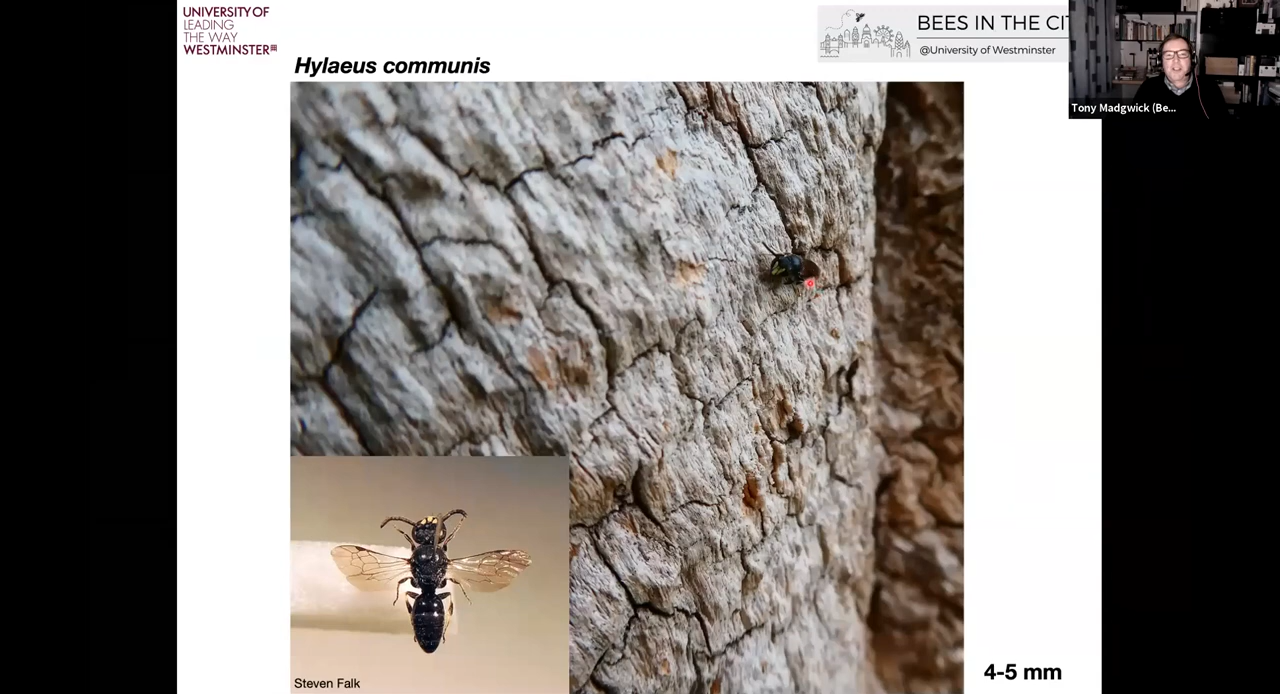 UNIVERSITY OF
LEADING
THE WAY
WESTMINSTER
BEES IN THE CIT
@University of Westminster
Tony Madgwick (Be...
Hylaeus communis
Steven Falk
4-5 mm